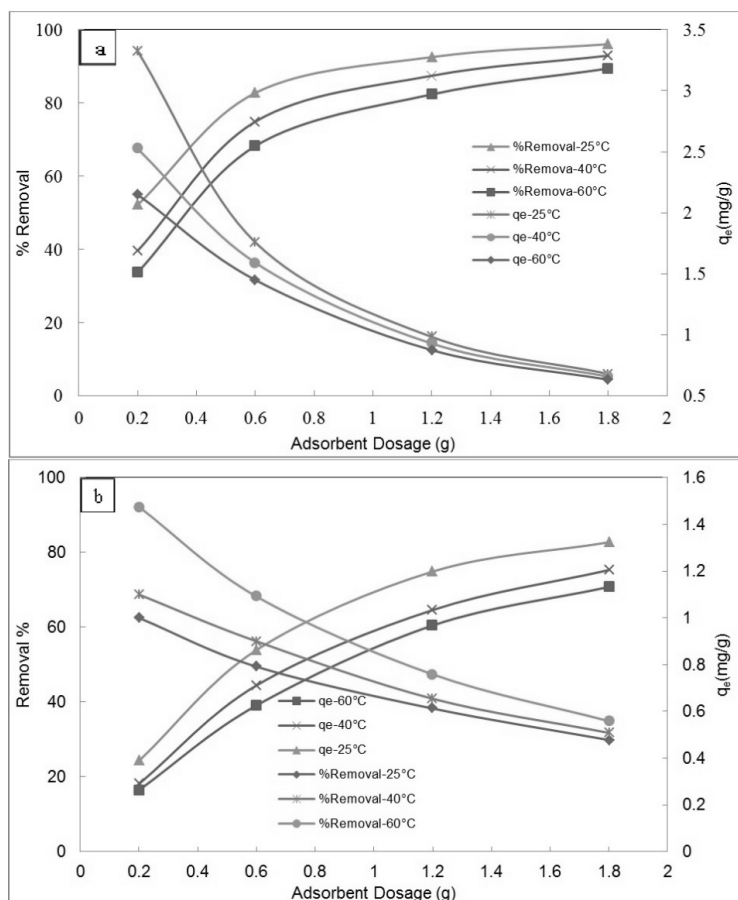 a
100
80
60
40
20
0
% Removal
3.5
3
2.5
2
1.5
1
0.5
qe(mg/g)
%Removal-25°C
%Remova-40°C
%Remova-60°C
qe-25°C
qe-40°C
qe-60°C
0 0.2 0.4 0.6 0.8 1 1.2 1.4 1.6 1.8 2
Adsorbent Dosage (g)
b
100
80
60
40
20
0
Removal %
1.6
1.4
1.2
1
0.8
0.6
0.4
0.2
0
qe(mg/g)
qe-60°C
qe-40°C
qe-25°C
%Removal-25°C
%Removal-40°C
%Removal-60°C
0 0.2 0.4 0.6 0.8 1 1.2 1.4 1.6 1.8 2
Adsorbent Dosage (g)